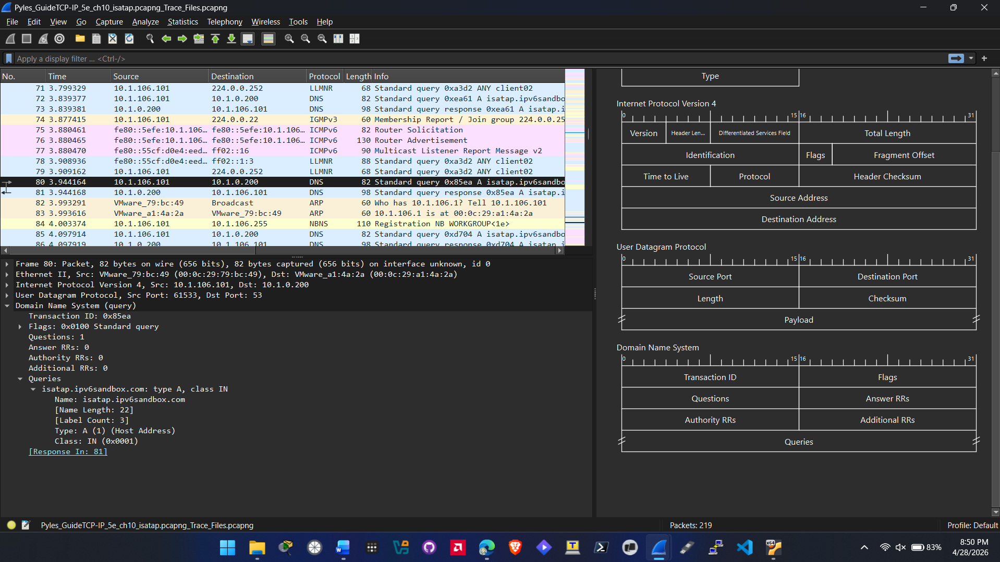 Pyles_GuideTCP-IP_5e_ch10_isatap.pcapng_Trace_Files.pcapng
File Edit View Go Capture Analyze Statistics Telephony Wireless Tools Help
Apply a display filter ... <Ctrl-/>
No. Time Source Destination Protocol Length Info
71 3.799329 10.1.106.101 224.0.0.252 LLMNR 68 Standard query 0xa3d2 ANY client02
72 3.839377 10.1.106.101 10.1.0.200 DNS 82 Standard query 0xea61 A isatap.ipv6sandbo
73 3.839381 10.1.0.200 10.1.106.101 DNS 98 Standard query response 0xea61 A isatap.i
74 3.877415 10.1.106.101 224.0.0.22 IGMPv3 60 Membership Report / Join group 224.0.0.25
75 3.880461 fe80::5efe:10.1.106… fe80::5efe:10.1.106… ICMPv6 82 Router Solicitation
76 3.880465 fe80::5efe:10.1.106… fe80::5efe:10.1.106… ICMPv6 130 Router Advertisement
77 3.880470 fe80::55cf:d0e4:eed… ff02::16 ICMPv6 90 Multicast Listener Report Message v2
78 3.908936 fe80::55cf:d0e4:eed… ff02::1:3 LLMNR 88 Standard query 0xa3d2 ANY client02
79 3.909162 10.1.106.101 224.0.0.252 LLMNR 68 Standard query 0xa3d2 ANY client02
80 3.944164 10.1.106.101 10.1.0.200 DNS 82 Standard query 0x85ea A isatap.ipv6sandbo
81 3.944168 10.1.0.200 10.1.106.101 DNS 98 Standard query response 0x85ea A isatap.i
82 3.993291 VMware_79:bc:49 Broadcast ARP 60 Who has 10.1.106.1? Tell 10.1.106.101
83 3.993616 VMware_a1:4a:2a VMware_79:bc:49 ARP 60 10.1.106.1 is at 00:0c:29:a1:4a:2a
84 4.003374 10.1.106.101 10.1.106.255 NBNS 110 Registration NB WORKGROUP<1e>
85 4.097914 10.1.106.101 10.1.0.200 DNS 82 Standard query 0xd704 A isatap.ipv6sandbo
86 4.097919 10.1.0.200 10.1.106.101 DNS 98 Standard query response 0xd704 A isatap.i
Frame 80: Packet, 82 bytes on wire (656 bits), 82 bytes captured (656 bits) on interface unknown, id 0
Ethernet II, Src: VMware_79:bc:49 (00:0c:29:79:bc:49), Dst: VMware_a1:4a:2a (00:0c:29:a1:4a:2a)
Internet Protocol Version 4, Src: 10.1.106.101, Dst: 10.1.0.200
User Datagram Protocol, Src Port: 61533, Dst Port: 53
Domain Name System (query)
Transaction ID: 0x85ea
Flags: 0x0100 Standard query
Questions: 1
Answer RRs: 0
Authority RRs: 0
Additional RRs: 0
Queries
isatap.ipv6sandbox.com: type A, class IN
Name: isatap.ipv6sandbox.com
[Name Length: 22]
[Label Count: 3]
Type: A (1) (Host Address)
Class: IN (0x0001)
[Response In: 81]
Type
Internet Protocol Version 4
0 15 16 31
Version Header Len... Differentiated Services Field Total Length
Identification Flags Fragment Offset
Time to Live Protocol Header Checksum
Source Address
Destination Address
User Datagram Protocol
0 15 16 31
Source Port Destination Port
Length Checksum
Payload
Domain Name System
0 15 16 31
Transaction ID Flags
Questions Answer RRs
Authority RRs Additional RRs
Queries
Pyles_GuideTCP-IP_5e_ch10_isatap.pcapng_Trace_Files.pcapng
Packets: 219
Profile: Default
83%
8:50 PM
4/28/2026